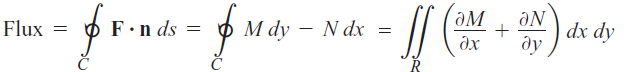 Flux = ∮_C F · n ds = ∮_C M dy − N dx = ∬_R (∂M/∂x + ∂N/∂y) dx dy